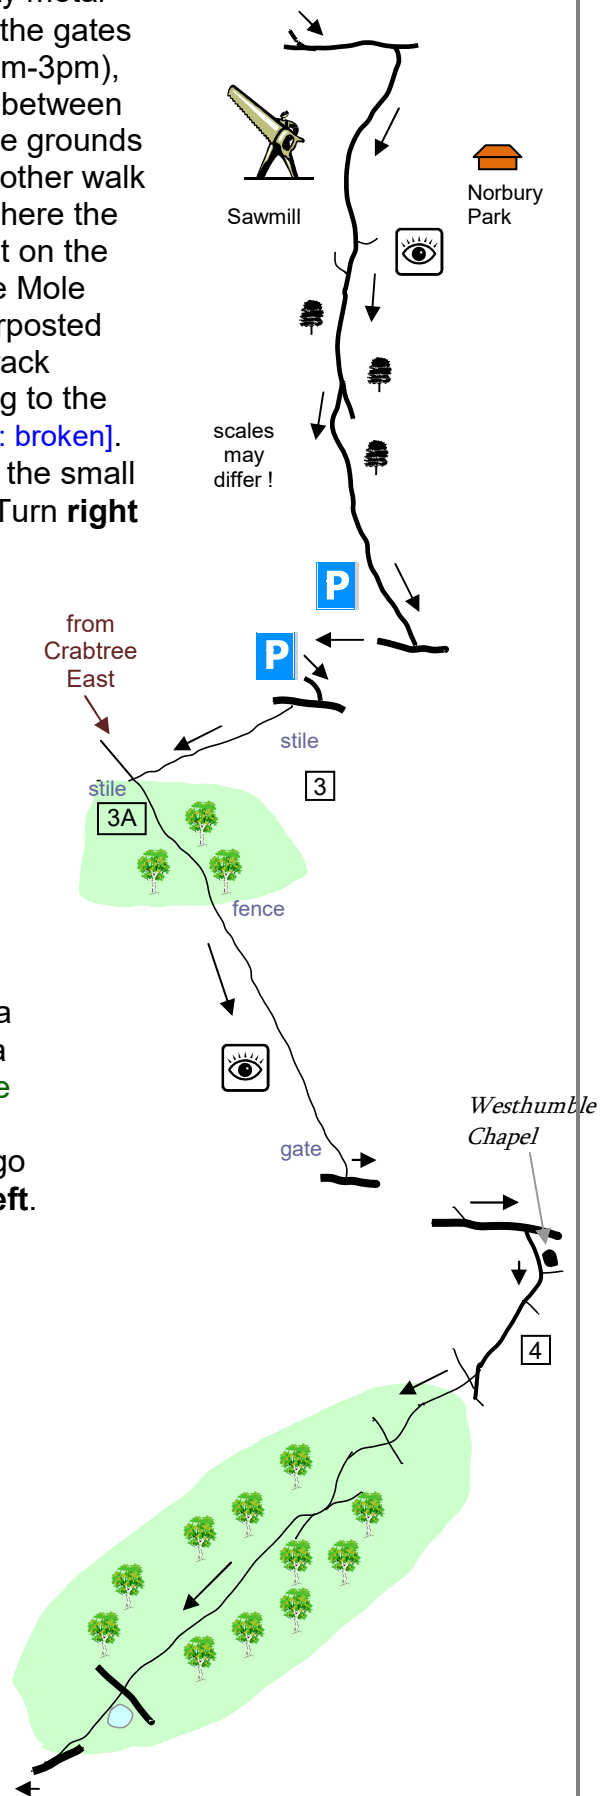 y metal
the gates
m-3pm),
between
e grounds
other walk
here the
t on the
e Mole
rposted
rack
g to the
: broken].
the small
Turn right
Sawmill
Norbury
Park
scales
may
differ !
P
from
Crabtree
East
P
stile
3
stile
3A
fence
a
a
e
go
eft.
gate
Westhumble
Chapel
4